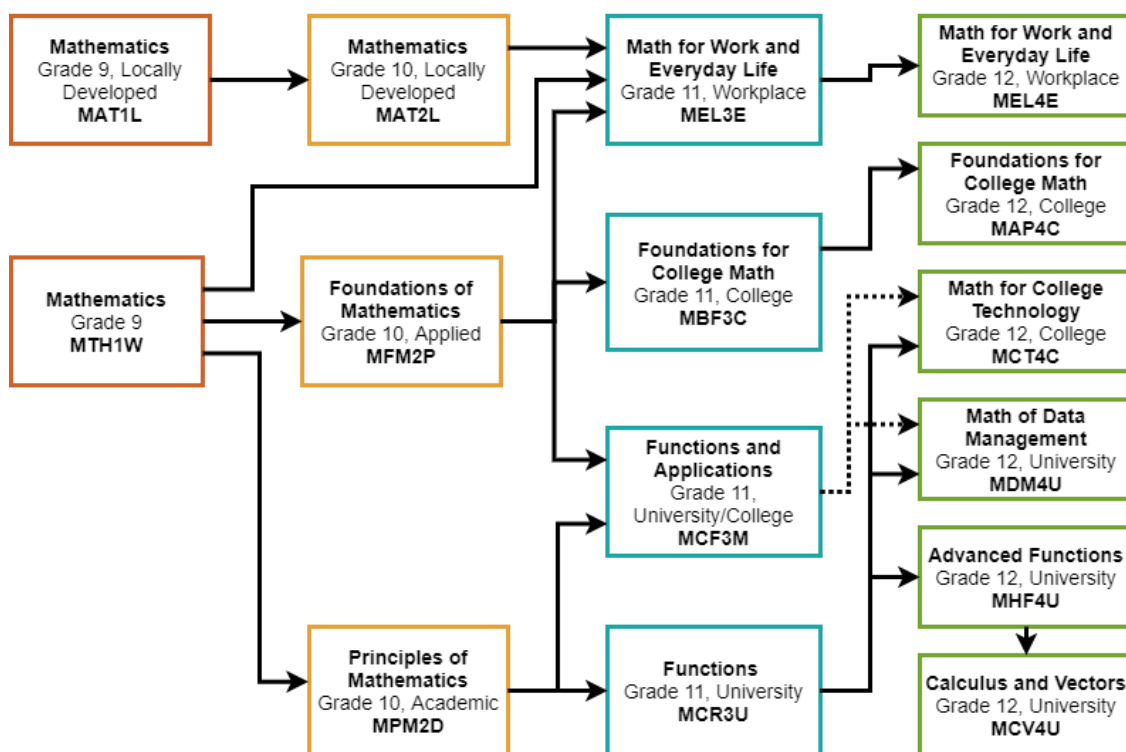 Mathematics
Grade 9, Locally
Developed
MAT1L
Mathematics
Grade 10, Locally
Developed
MAT2L
Math for Work and
Everyday Life
Grade 11, Workplace
MEL3E
Math for Work and
Everyday Life
Grade 12, Workplace
MEL4E
Foundations for
College Math
Grade 12, College
MAP4C
Mathematics
Grade 9
MTH1W
Foundations of
Mathematics
Grade 10, Applied
MFM2P
Foundations for
College Math
Grade 11, College
MBF3C
Math for College
Technology
Grade 12, College
MCT4C
Functions and
Applications
Grade 11,
University/College
MCF3M
Math of Data
Management
Grade 12, University
MDM4U
Advanced Functions
Grade 12, University
MHF4U
Principles of
Mathematics
Grade 10, Academic
MPM2D
Functions
Grade 11, University
MCR3U
Calculus and Vectors
Grade 12, University
MCV4U